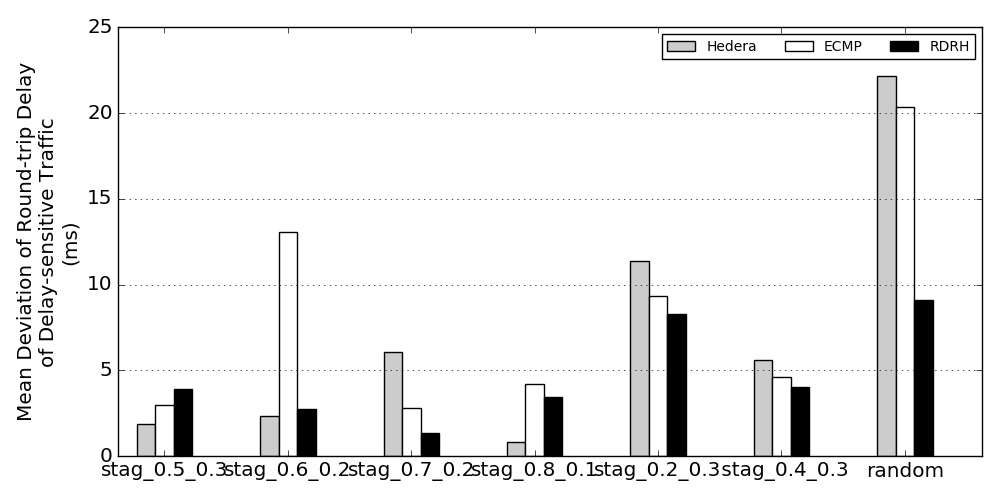 Mean Deviation of Round-trip Delay
of Delay-sensitive Traffic
(ms)
25
20
15
10
5
0
Hedera ECMP RDRH
stag_0.5_0.3 stag_0.6_0.2 stag_0.7_0.2 stag_0.8_0.1 stag_0.2_0.3 stag_0.4_0.3 random